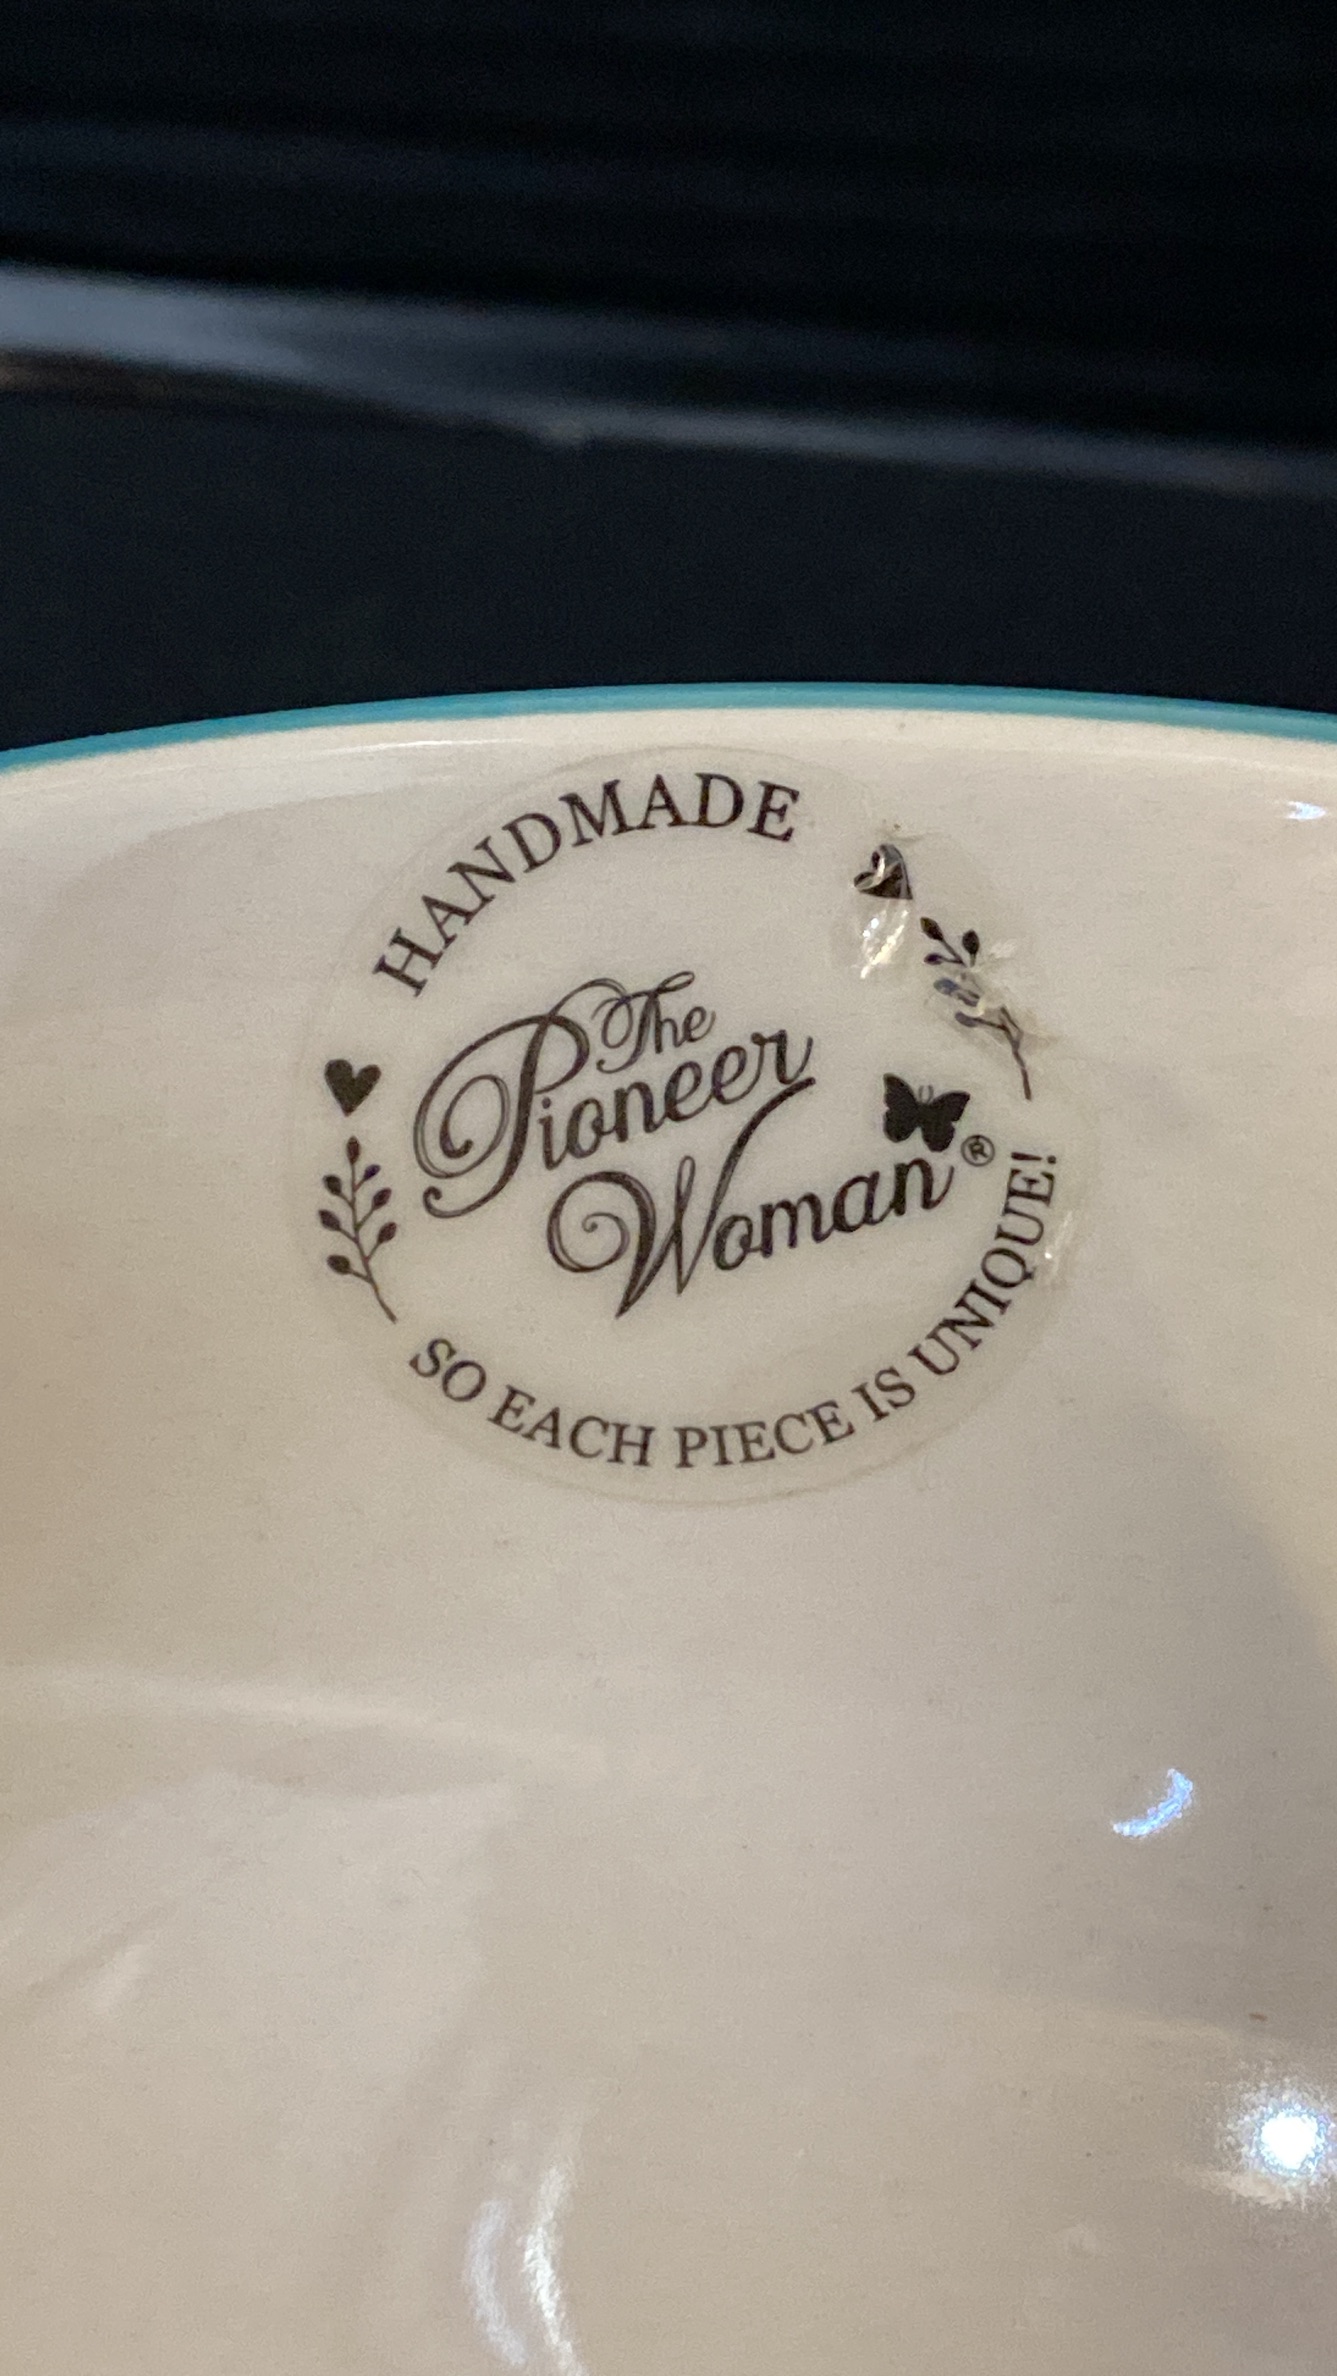 HANDMADE
The
Pioneer
Woman®
SO EACH PIECE IS UNIQUE!